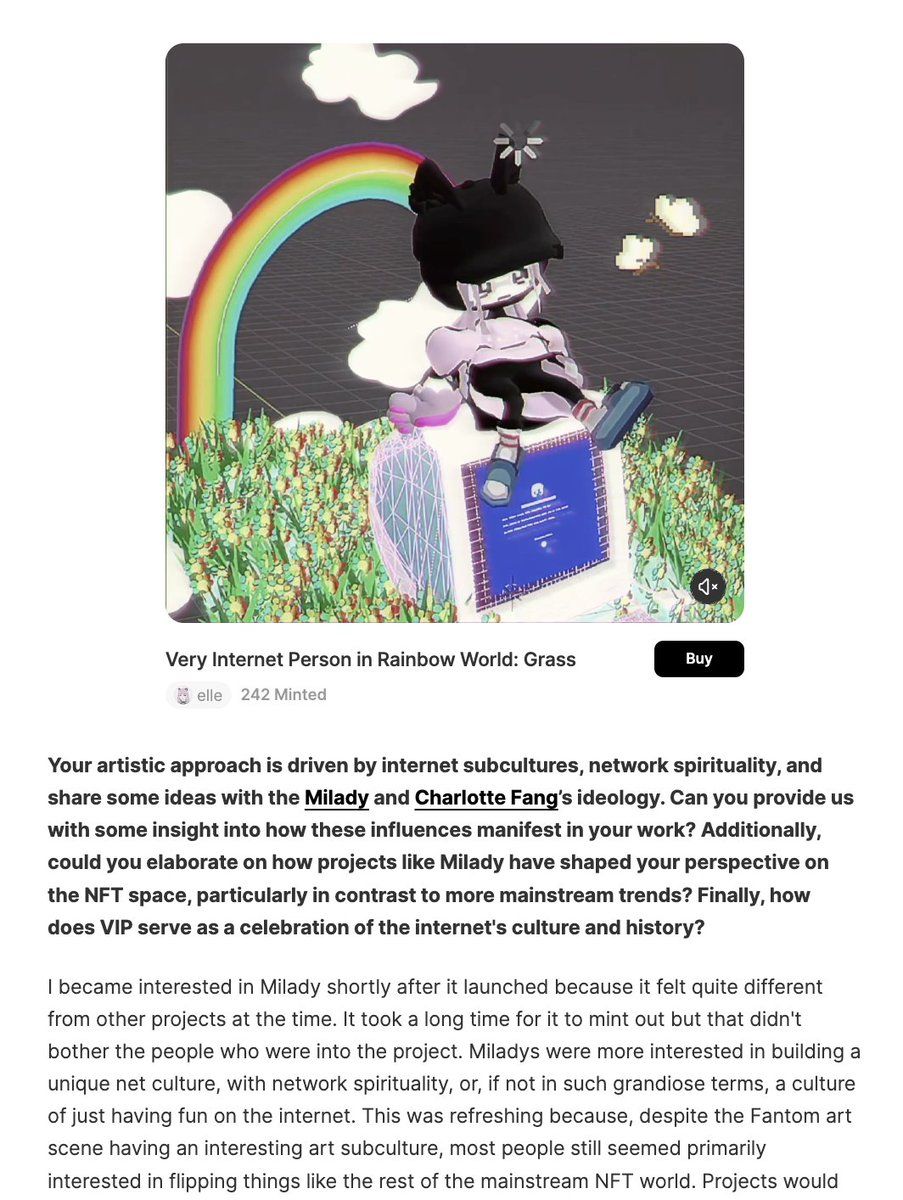 Very Internet Person in Rainbow World: Grass
Buy
elle 242 Minted
Your artistic approach is driven by internet subcultures, network spirituality, and
share some ideas with the Milady and Charlotte Fang's ideology. Can you provide us
with some insight into how these influences manifest in your work? Additionally,
could you elaborate on how projects like Milady have shaped your perspective on
the NFT space, particularly in contrast to more mainstream trends? Finally, how
does VIP serve as a celebration of the internet's culture and history?
I became interested in Milady shortly after it launched because it felt quite different
from other projects at the time. It took a long time for it to mint out but that didn't
bother the people who were into the project. Miladys were more interested in building a
unique net culture, with network spirituality, or, if not in such grandiose terms, a culture
of just having fun on the internet. This was refreshing because, despite the Fantom art
scene having an interesting art subculture, most people still seemed primarily
interested in flipping things like the rest of the mainstream NFT world. Projects would